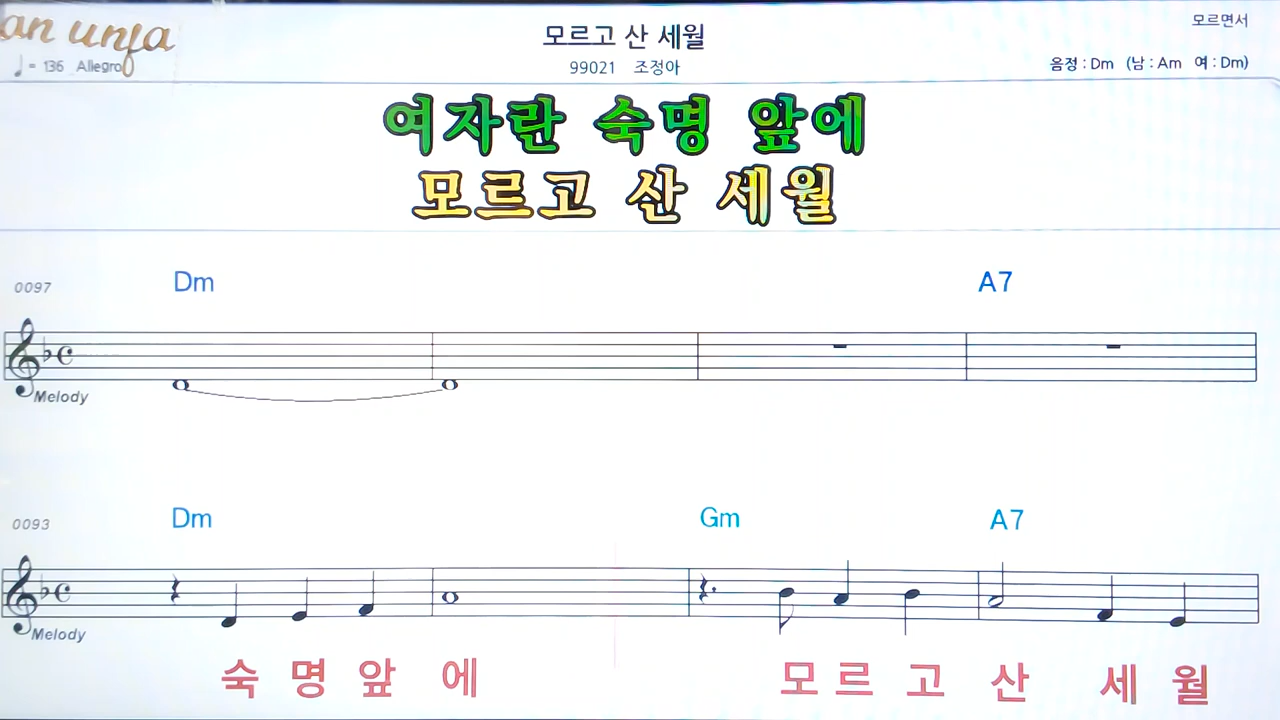 an unja
모르고 산 세월
모르면서
♩= 136 Allegro
99021 조정아
음정 : Dm (남 : Am 여 : Dm)
여자란 숙명 앞에
모르고 산 세월
0097
Dm A7
Melody
0093
Dm Gm A7
Melody
숙 명 앞 에 모 르 고 산 세 월